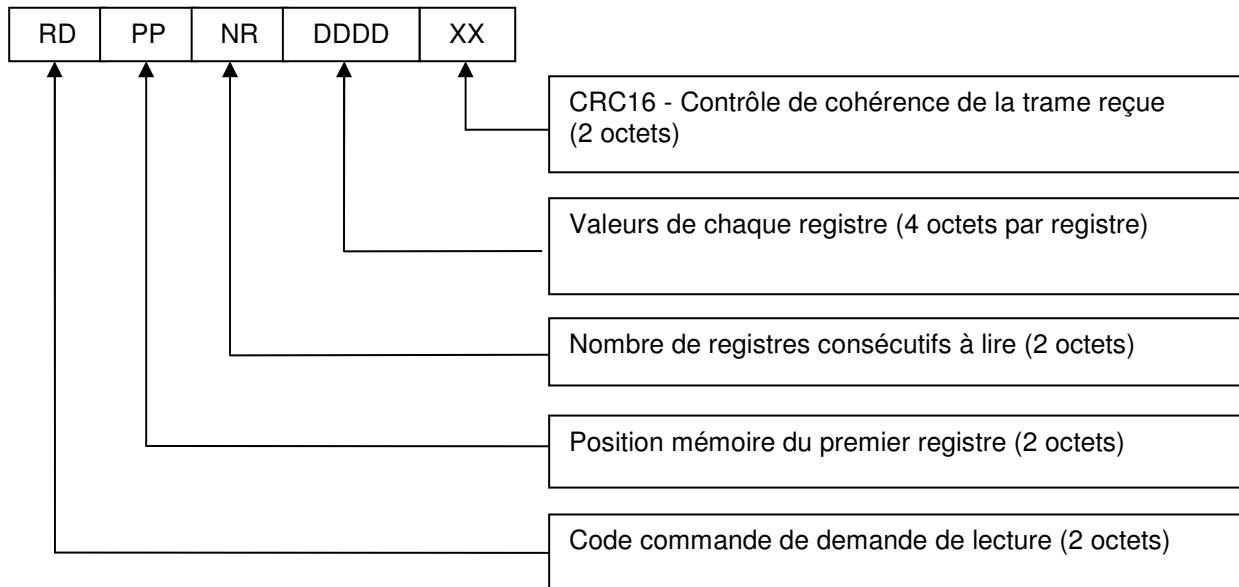 RD PP NR DDDD XX
CRC16 - Contrôle de cohérence de la trame reçue
(2 octets)
Valeurs de chaque registre (4 octets par registre)
Nombre de registres consécutifs à lire (2 octets)
Position mémoire du premier registre (2 octets)
Code commande de demande de lecture (2 octets)